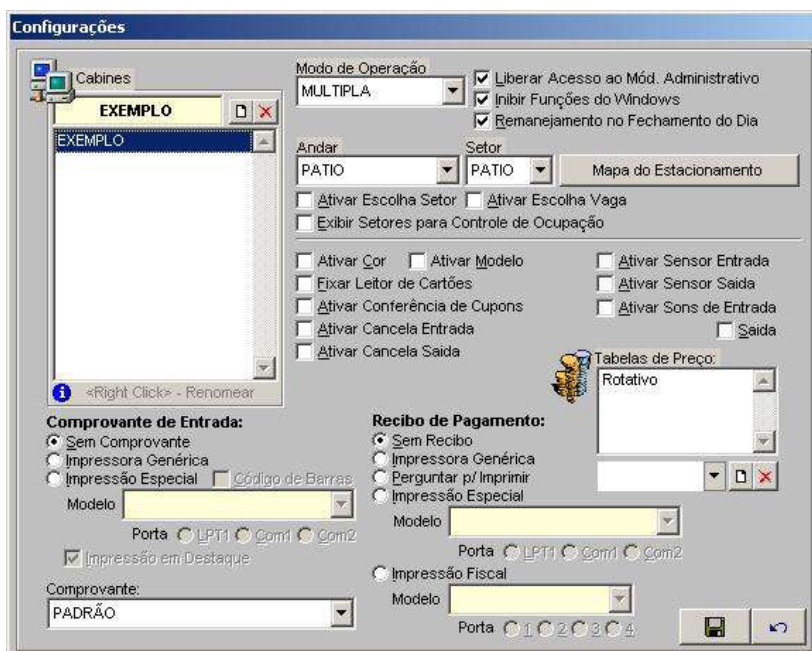 Configurações
Cabines
EXEMPLO
EXEMPLO
<Right Click> - Renomear
Modo de Operação
MULTIPLA
Liberar Acesso ao Mód. Administrativo
Inibir Funções do Windows
Remanejamento no Fechamento do Dia
Andar
Setor
PATIO
PATIO
Mapa do Estacionamento
Ativar Escolha Setor
Ativar Escolha Vaga
Exibir Setores para Controle de Ocupação
Ativar Cor
Ativar Modelo
Ativar Sensor Entrada
Fixar Leitor de Cartões
Ativar Sensor Saida
Ativar Conferência de Cupons
Ativar Sons de Entrada
Ativar Cancela Entrada
Saida
Ativar Cancela Saida
Tabelas de Preço:
Rotativo
Comprovante de Entrada:
Sem Comprovante
Impressora Genérica
Impressão Especial
Código de Barras
Modelo
Porta LPT1 Com1 Com2
Impressão em Destaque
Comprovante:
PADRÃO
Recibo de Pagamento:
Sem Recibo
Impressora Genérica
Perguntar p/ Imprimir
Impressão Especial
Modelo
Porta LPT1 Com1 Com2
Impressão Fiscal
Modelo
Porta 1 2 3 4